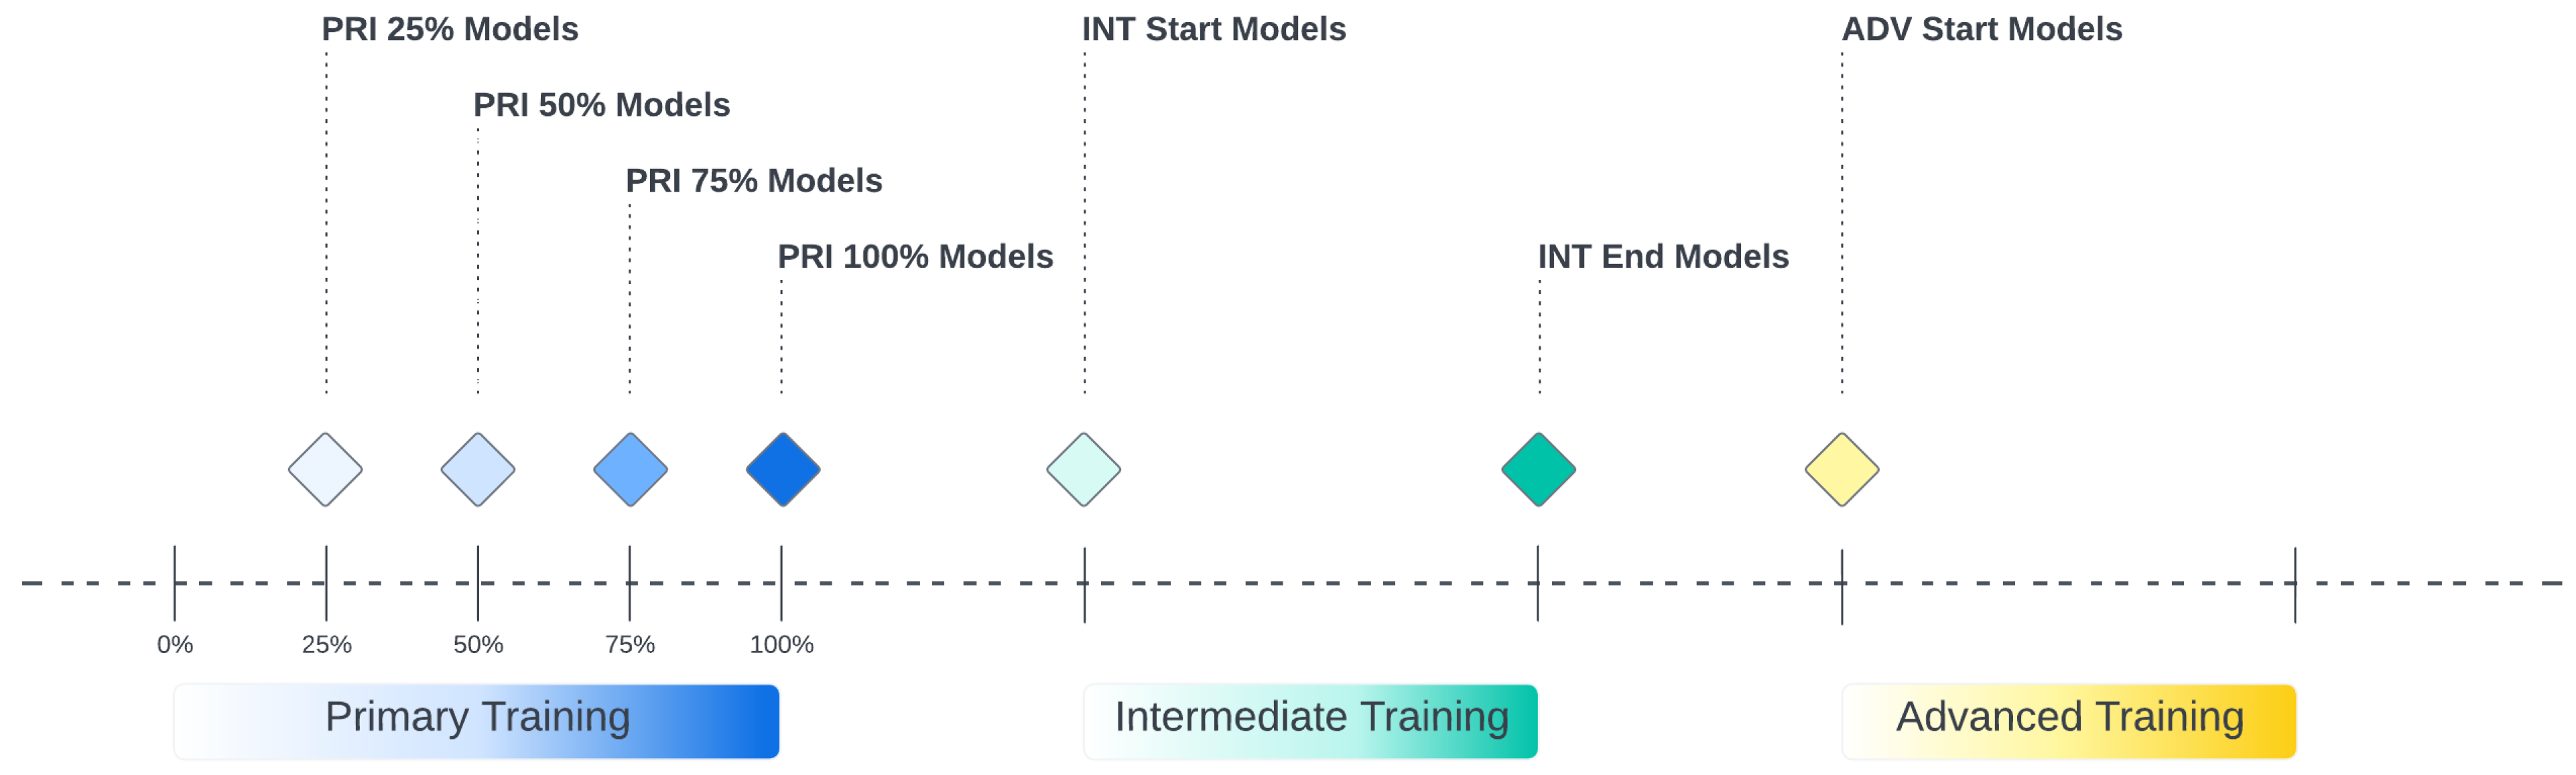 PRI 25% Models
INT Start Models
ADV Start Models
PRI 50% Models
PRI 75% Models
PRI 100% Models
INT End Models
0%
25%
50%
75%
100%
Primary Training
Intermediate Training
Advanced Training